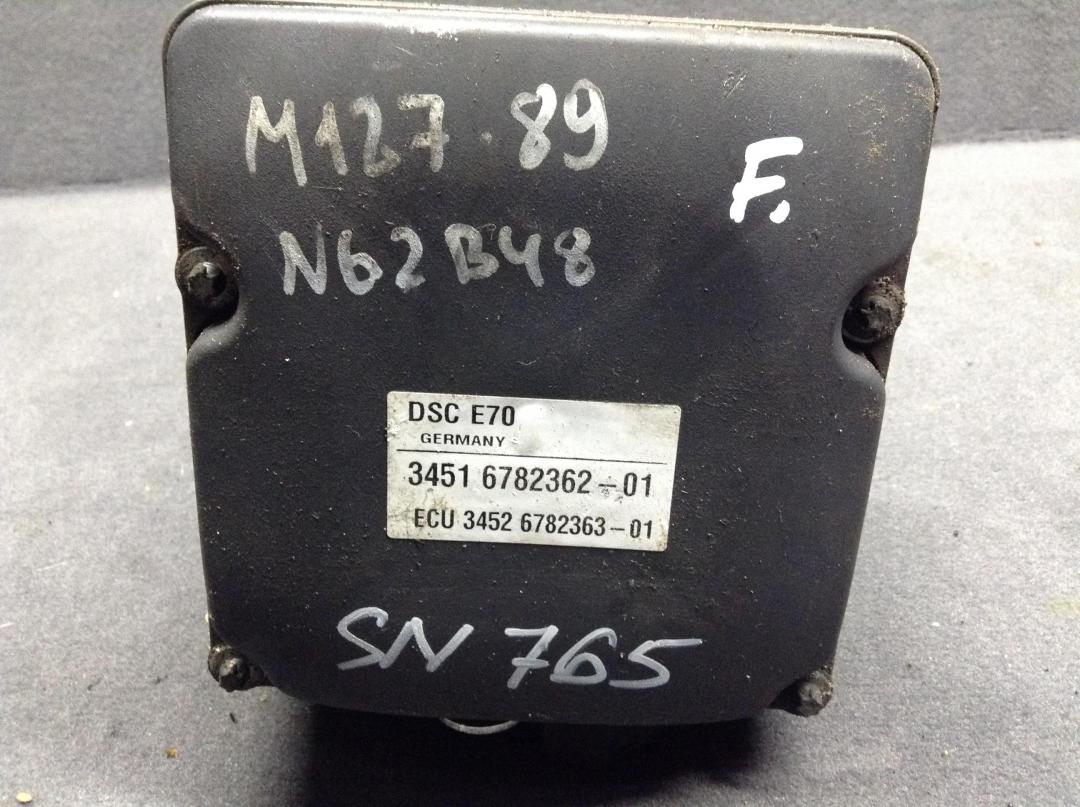 M127.89
F.
N62B48
DSC E70
GERMANY
3451 6782362-01
ECU 3452 6782363-01
SN 765